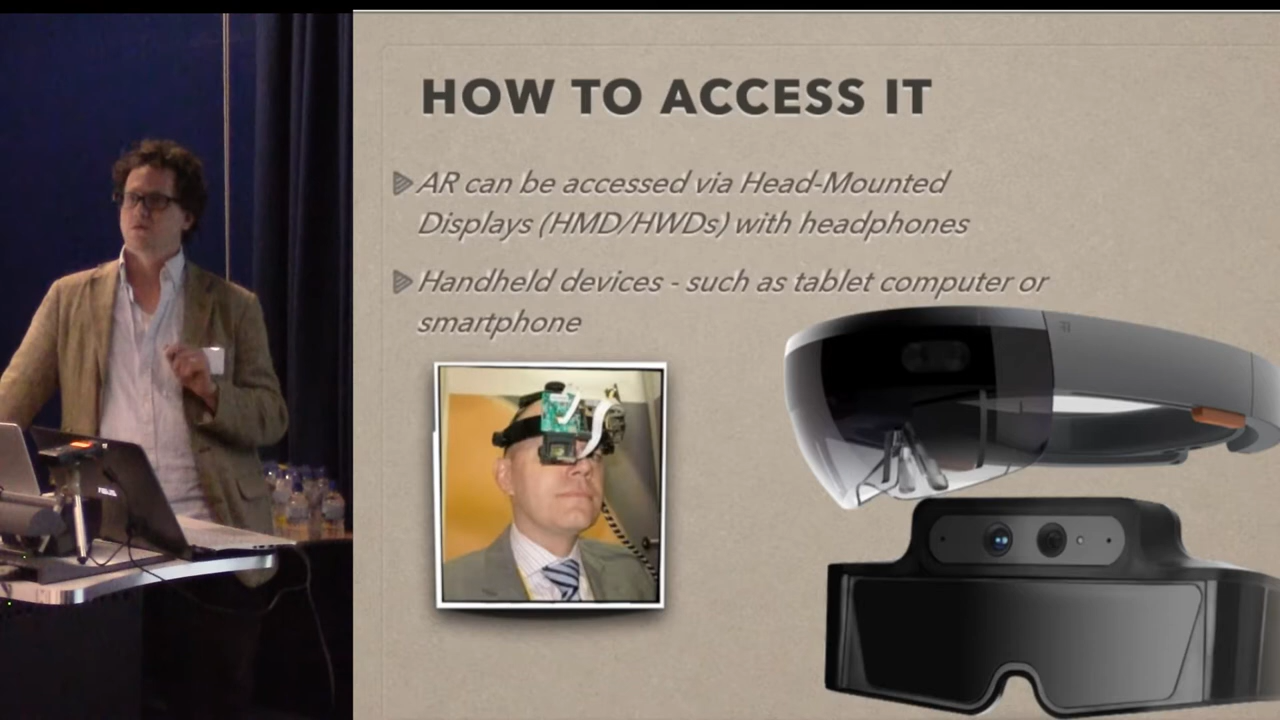 HOW TO ACCESS IT
AR can be accessed via Head-Mounted
Displays (HMD/HWDs) with headphones
Handheld devices - such as tablet computer or
smartphone
ASUS